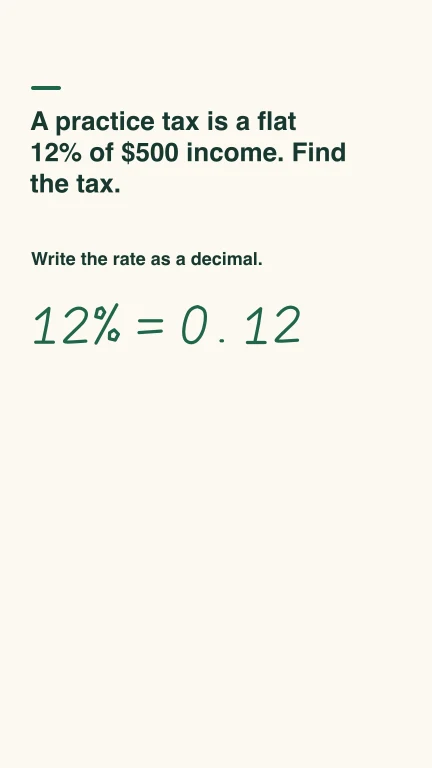 A practice tax is a flat
12% of $500 income. Find
the tax.
Write the rate as a decimal.
12% = 0.12